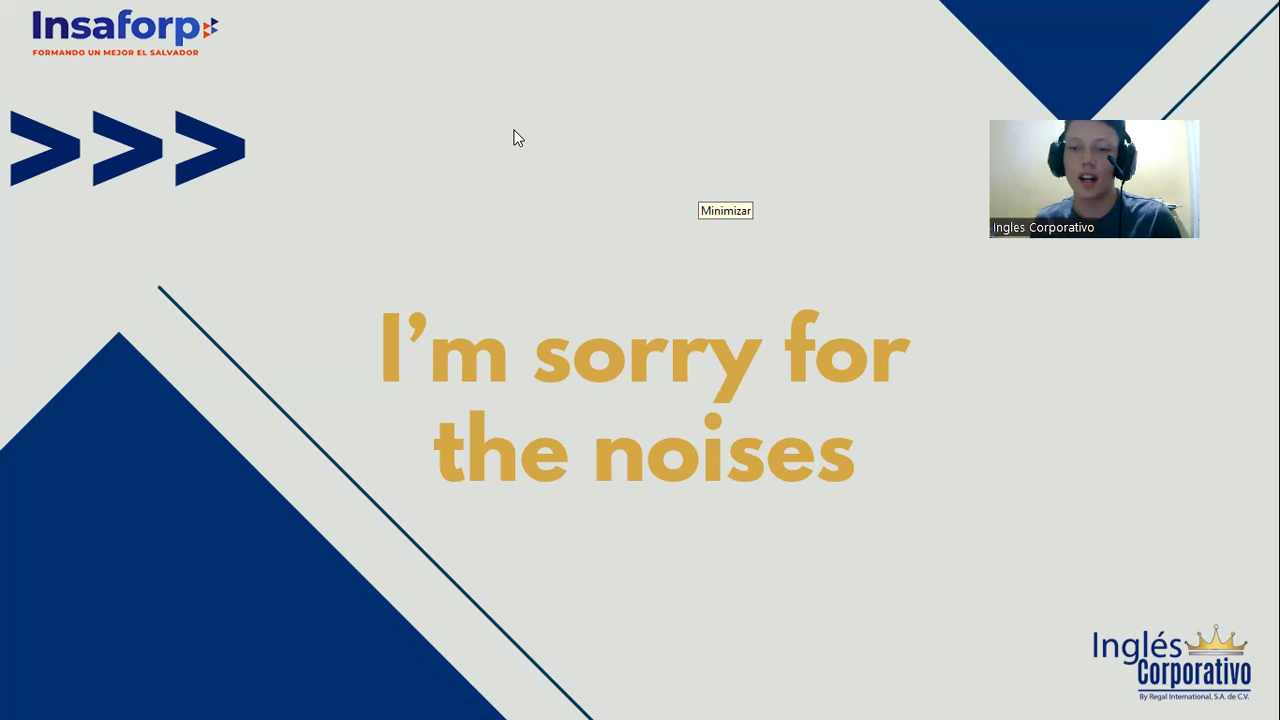 Insaforp
FORMANDO UN MEJOR EL SALVADOR
>>>
Minimizar
Ingles Corporativo
I’m sorry for
the noises
Inglés
Corporativo
By Regal International, S.A. de C.V.